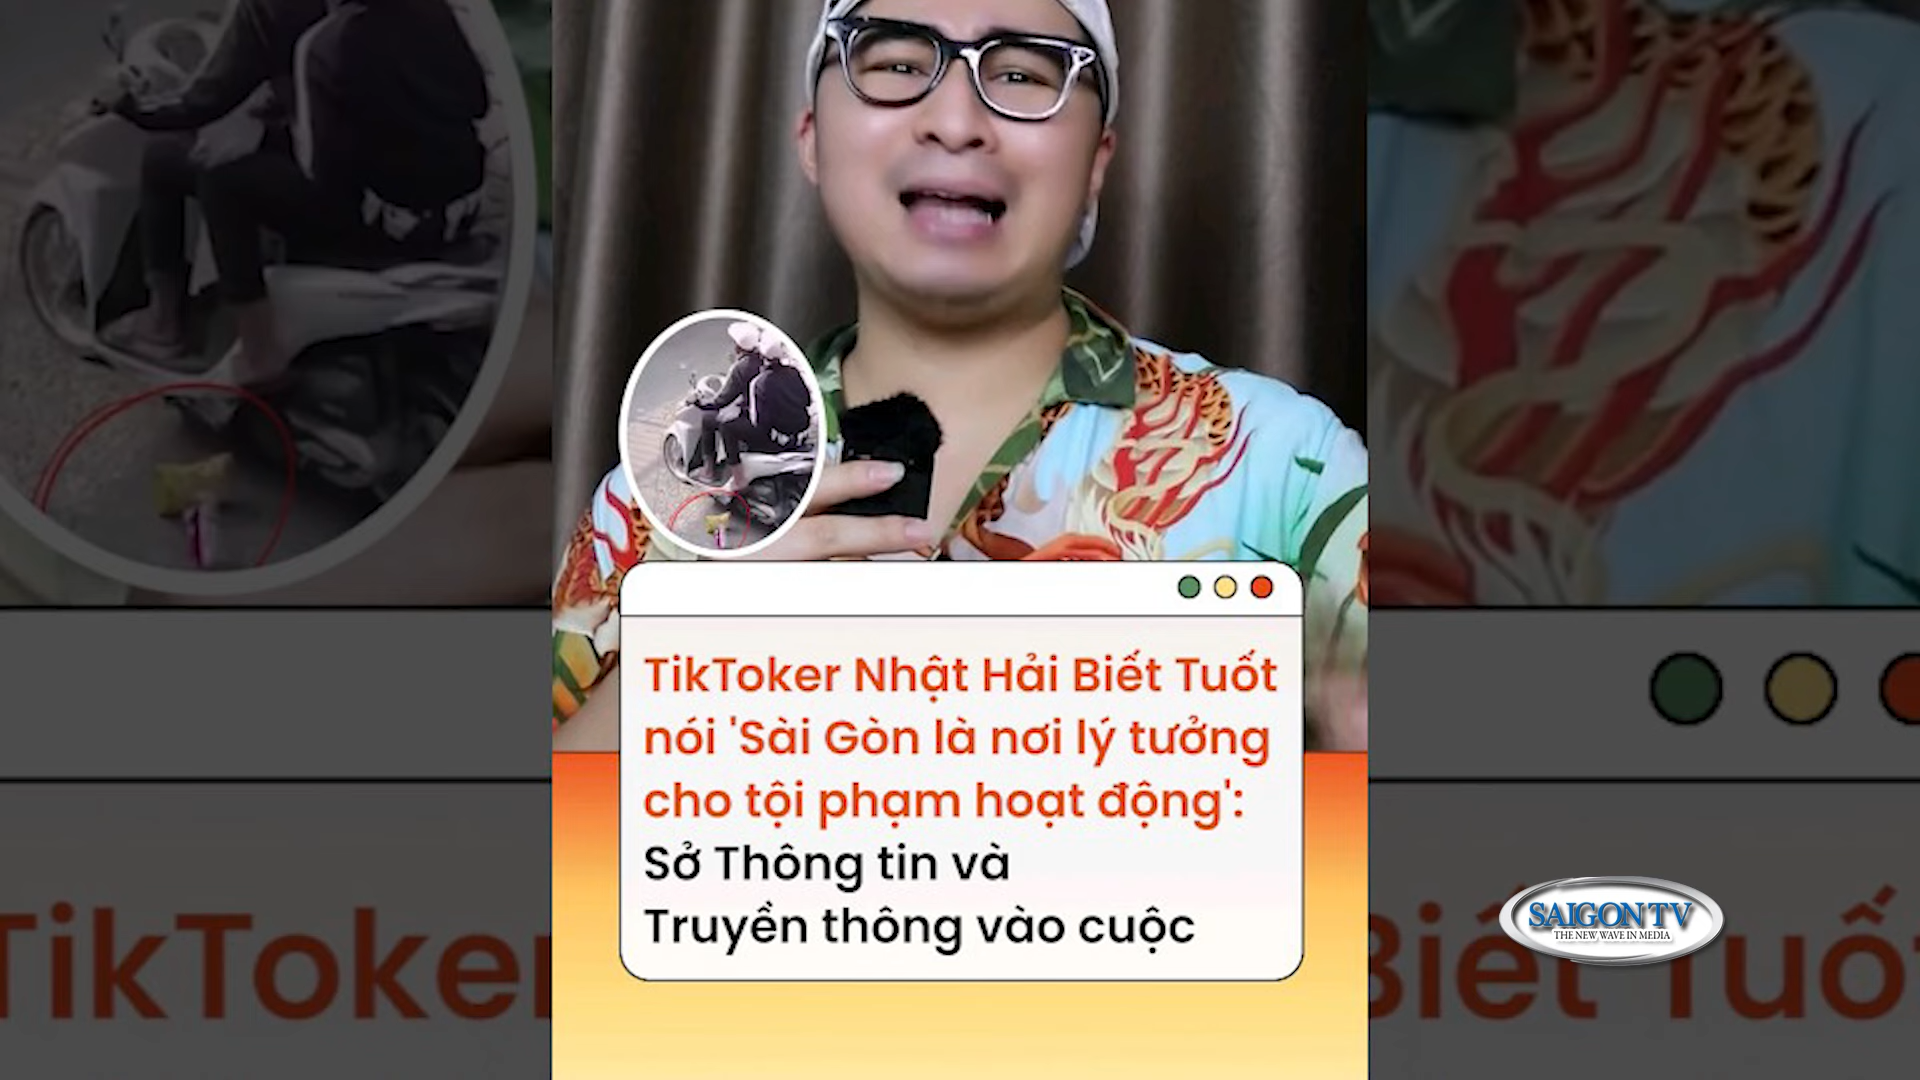 TikToker Nhật Hải Biết Tuốt
nói 'Sài Gòn là nơi lý tưởng
cho tội phạm hoạt động':
Sở Thông tin và
Truyền thông vào cuộc
TikToker
Biết Tuốt
SAIGON TV
THE NEW WAVE IN MEDIA